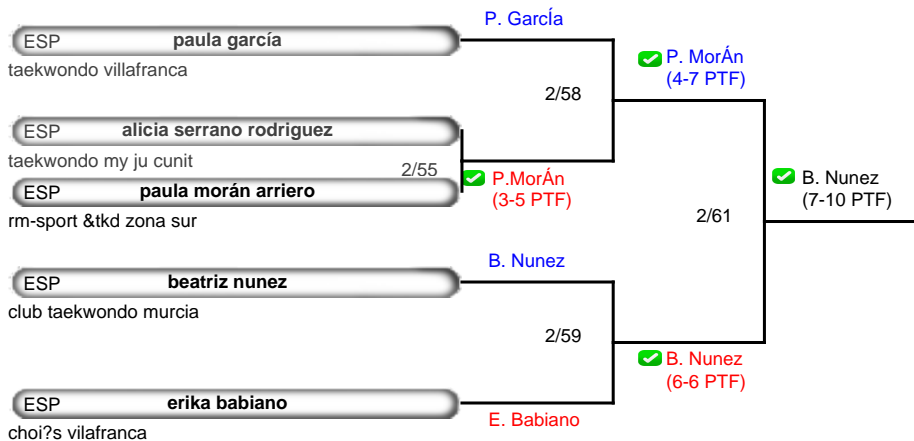 P. GarcÍa
ESP paula garcía
taekwondo villafranca
P. MorÁn
(4-7 PTF)
2/58
ESP alicia serrano rodriguez
taekwondo my ju cunit
2/55
P.MorÁn
(3-5 PTF)
ESP paula morán arriero
rm-sport &tkd zona sur
B. Nunez
(7-10 PTF)
2/61
B. Nunez
ESP beatriz nunez
club taekwondo murcia
2/59
B. Nunez
(6-6 PTF)
ESP erika babiano
E. Babiano
choi?s vilafranca